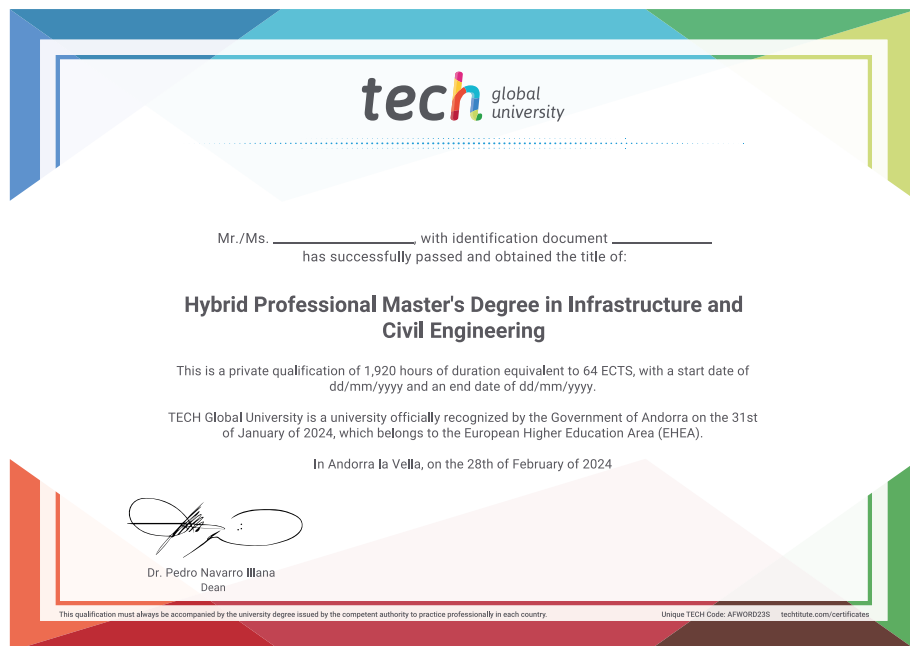 tech global university
Mr./Ms. ________________, with identification document ___________
has successfully passed and obtained the title of:
Hybrid Professional Master's Degree in Infrastructure and
Civil Engineering
This is a private qualification of 1,920 hours of duration equivalent to 64 ECTS, with a start date of
dd/mm/yyyy and an end date of dd/mm/yyyy.
TECH Global University is a university officially recognized by the Government of Andorra on the 31st
of January of 2024, which belongs to the European Higher Education Area (EHEA).
In Andorra la Vella, on the 28th of February of 2024
Dr. Pedro Navarro Illana
Dean
This qualification must always be accompanied by the university degree issued by the competent authority to practice professionally in each country.
Unique TECH Code: AFWORD23S techtitute.com/certificates